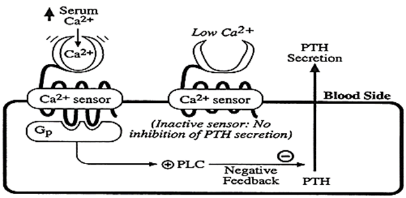 ↑ Serum
Ca2+
Ca2+
Low Ca2+
PTH
Secretion
Ca2+ sensor
Ca2+ sensor
Blood Side
(Inactive sensor: No
inhibition of PTH secretion)
Gp
⊕ PLC
⊖
Negative
Feedback
PTH